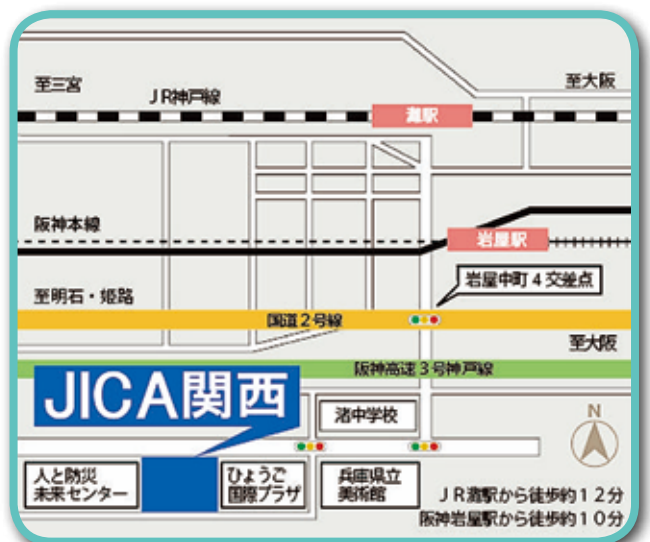 至三宮
至大阪
JR神戸線
灘駅
阪神本線
岩屋駅
岩屋中町4交差点
至明石・姫路
国道2号線
至大阪
阪神高速3号神戸線
JICA関西
渚中学校
N
人と防災
未来センター
ひょうご
国際プラザ
兵庫県立
美術館
JR灘駅から徒歩約12分
阪神岩屋駅から徒歩約10分